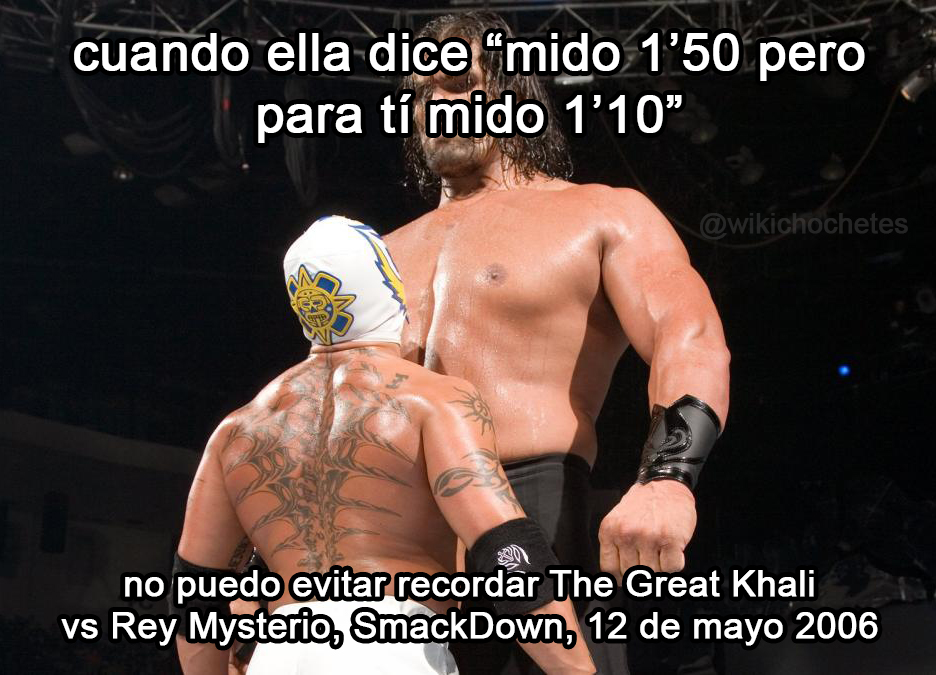 cuando ella dice “mido 1’50 pero
para tí mido 1’10”
@wikichochetes
no puedo evitar recordar The Great Khali
vs Rey Mysterio, SmackDown, 12 de mayo 2006